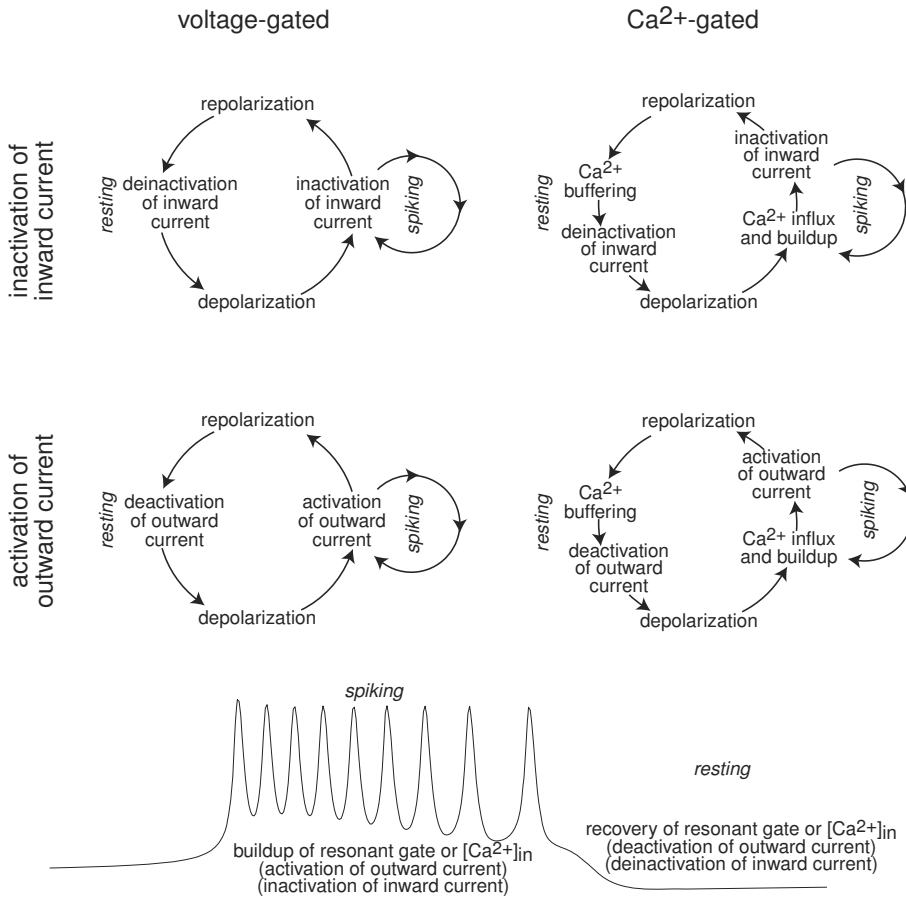 voltage-gated
Ca2+-gated
inactivation of
inward current
repolarization
resting
deinactivation
of inward
current
inactivation
of inward
current
spiking
depolarization
repolarization
resting
Ca2+
buffering
deinactivation
of inward
current
inactivation
of inward
current
Ca2+ influx
and buildup
spiking
depolarization
activation of
outward current
repolarization
resting
deactivation
of outward
current
activation
of outward
current
spiking
depolarization
repolarization
resting
Ca2+
buffering
deactivation
of outward
current
activation
of outward
current
Ca2+ influx
and buildup
spiking
depolarization
spiking
buildup of resonant gate or [Ca2+]in
(activation of outward current)
(inactivation of inward current)
resting
recovery of resonant gate or [Ca2+]in
(deactivation of outward current)
(deinactivation of inward current)